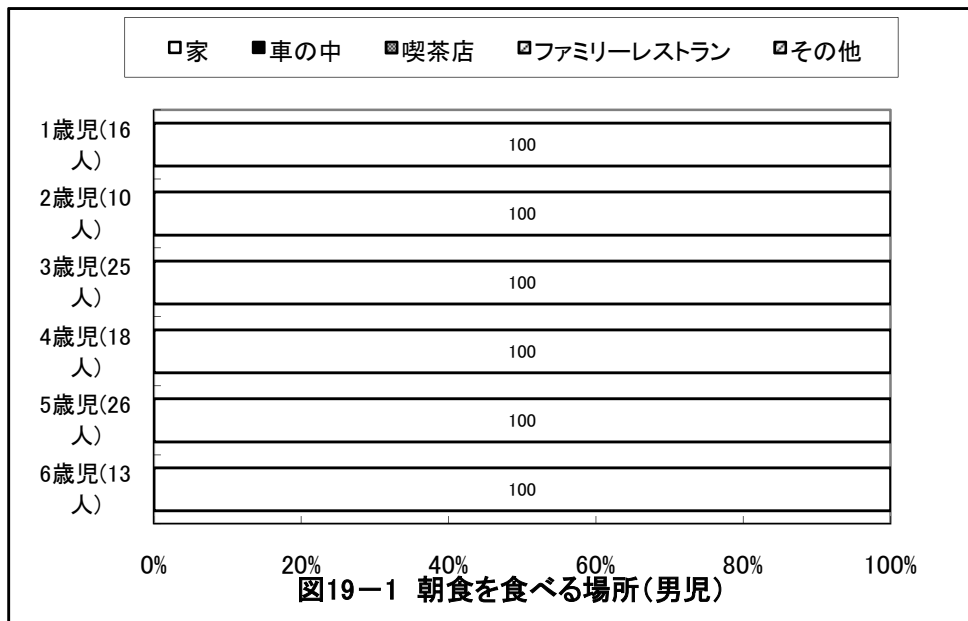 □家 ■車の中 ▩喫茶店 ▨ファミリーレストラン ▨その他
1歳児(16
人)
100
2歳児(10
人)
100
3歳児(25
人)
100
4歳児(18
人)
100
5歳児(26
人)
100
6歳児(13
人)
100
0% 20% 40% 60% 80% 100%
図19－1 朝食を食べる場所(男児)